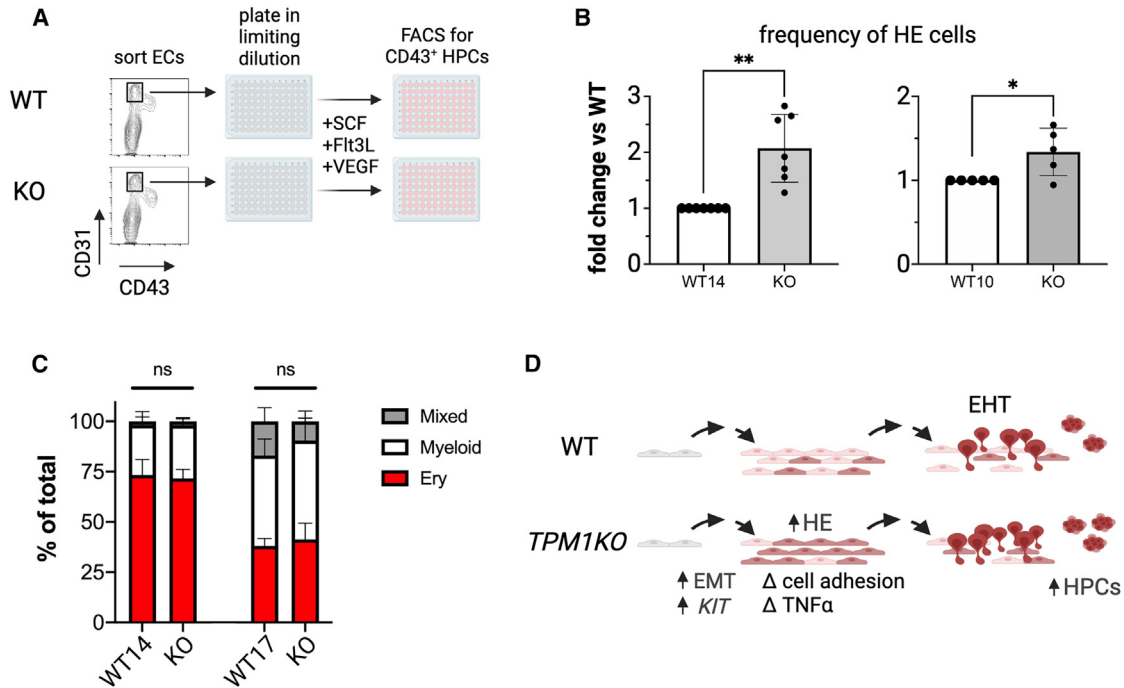 A
sort ECs
plate in
limiting
dilution
FACS for
CD43⁺ HPCs
WT
+SCF
+Flt3L
+VEGF
KO
CD31
CD43
B
frequency of HE cells
fold change vs WT
**
3
2
1
0
WT14
KO
*
2
1
0
WT10
KO
C
ns
ns
% of total
100
75
50
25
0
WT14
KO
WT17
KO
Mixed
Myeloid
Ery
D
EHT
WT
TPM1KO
HE
EMT
KIT
Δ cell adhesion
Δ TNFα
HPCs